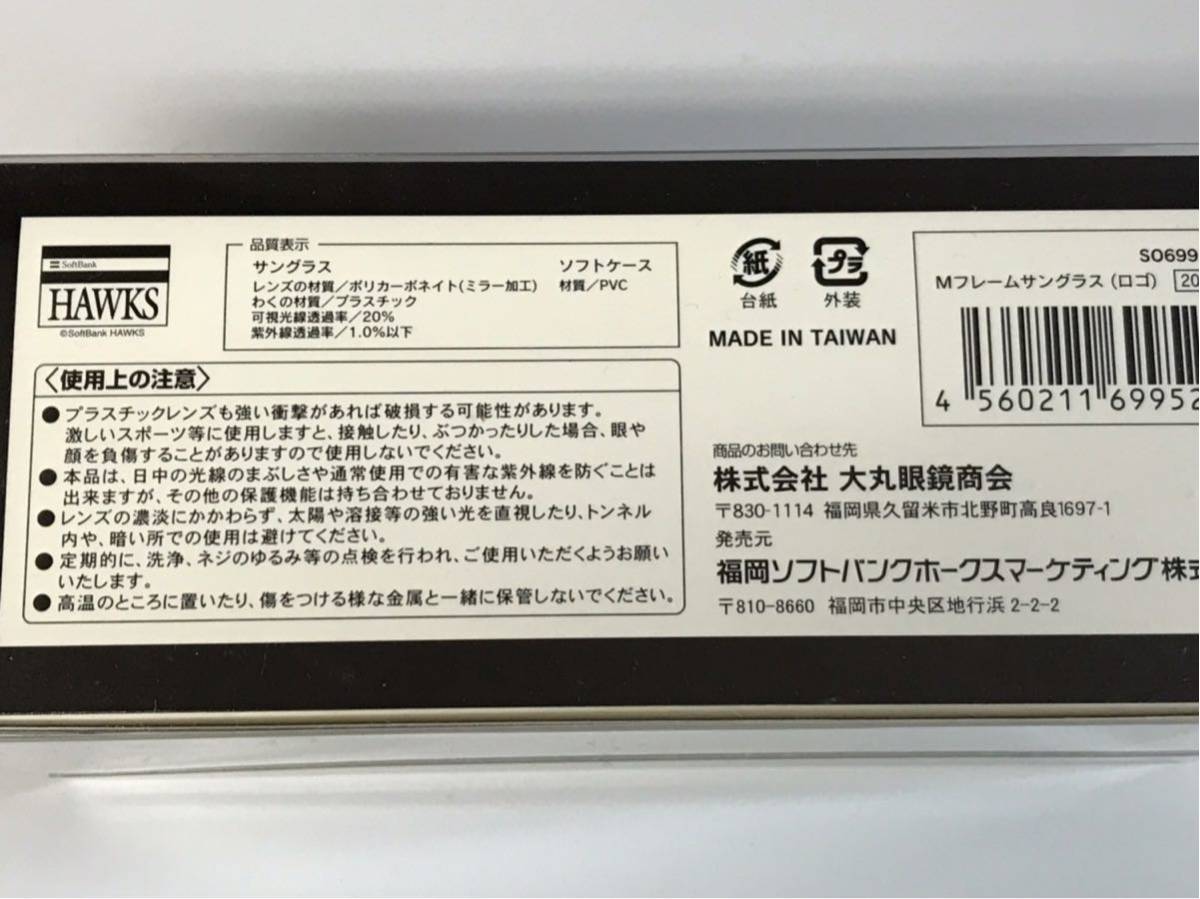 SoftBank
HAWKS
©SoftBank HAWKS
品質表示
サングラス
レンズの材質／ポリカーボネイト(ミラー加工)
わくの材質／プラスチック
可視光線透過率／20%
紫外線透過率／1.0%以下
ソフトケース
材質／PVC
〈使用上の注意〉
●プラスチックレンズも強い衝撃があれば破損する可能性があります。
激しいスポーツ等に使用しますと、接触したり、ぶつかったりした場合、眼や
顔を負傷することがありますので使用しないでください。
●本品は、日中の光線のまぶしさや通常使用での有害な紫外線を防ぐことは
出来ますが、その他の保護機能は持ち合わせておりません。
●レンズの濃淡にかかわらず、太陽や溶接等の強い光を直視したり、トンネル
内や、暗い所での使用は避けてください。
●定期的に、洗浄、ネジのゆるみ等の点検を行われ、ご使用いただくようお願い
いたします。
●高温のところに置いたり、傷をつける様な金属と一緒に保管しないでください。
紙
台紙
プラ
外装
MADE IN TAIWAN
SO699
Mフレームサングラス(ロゴ) 20
4 560211 69952
商品のお問い合わせ先
株式会社 大丸眼鏡商会
〒830-1114 福岡県久留米市北野町高良1697-1
発売元
福岡ソフトバンクホークスマーケティング株式
〒810-8660 福岡市中央区地行浜2-2-2